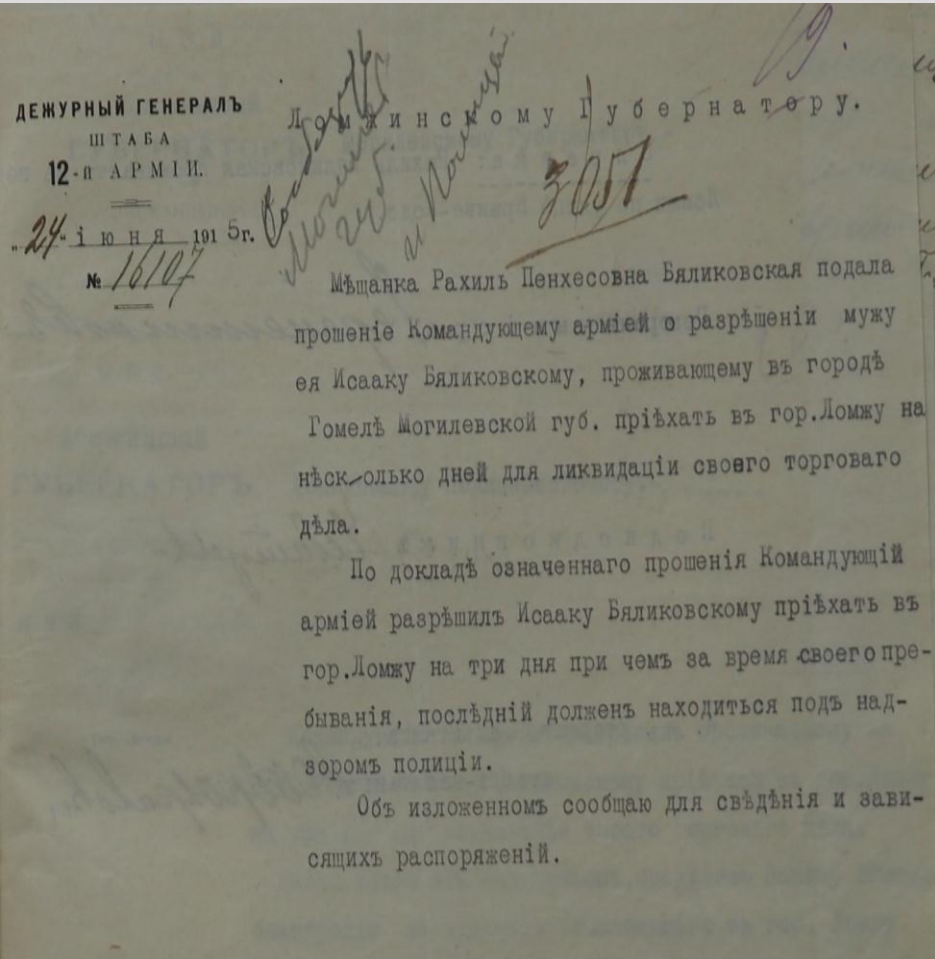 ДЕЖУРНЫЙ ГЕНЕРАЛЪ
ШТАБА
12-й АРМІИ.
„24“ іюня 1915г.
№ 16107
9.
Ломжинскому Губернатору.
3051
Мѣщанка Рахиль Пенхесовна Бяликовская подала
прошеніе Командующему арміей о разрѣшеніи мужу
ея Исааку Бяликовскому, проживающему въ городѣ
Гомелѣ Могилевской губ. пріѣхать въ гор.Ломжу на
нѣсколько дней для ликвидаціи своего торговаго
дѣла.
По докладѣ означеннаго прошенія Командующій
арміей разрѣшилъ Исааку Бяликовскому пріѣхать въ
гор.Ломжу на три дня при чемъ за время своего пре-
быванія, послѣдній долженъ находиться подъ над-
зоромъ полиціи.
Объ изложенномъ сообщаю для свѣдѣнія и зави-
сящихъ распоряженій.